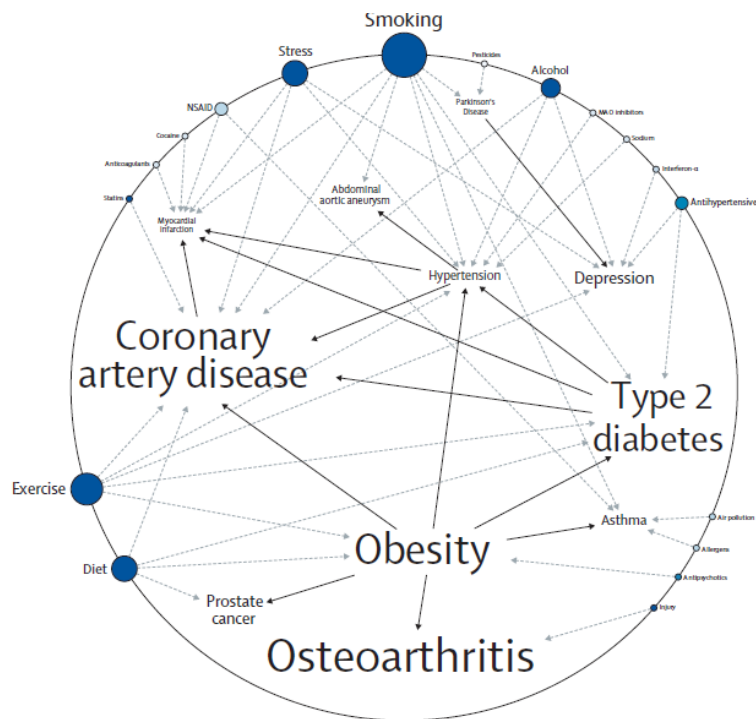 Smoking
Stress
Pesticides
Alcohol
NSAID
Parkinson's
Disease
MAO inhibitors
Cocaine
Sodium
Anticoagulants
Abdominal
aortic aneurysm
Interferon-α
Statins
Antihypertensive
Myocardial
infarction
Hypertension
Depression
Coronary
artery disease
Type 2
diabetes
Exercise
Asthma
Air pollution
Obesity
Allergens
Diet
Antipsychotics
Prostate
cancer
Injury
Osteoarthritis